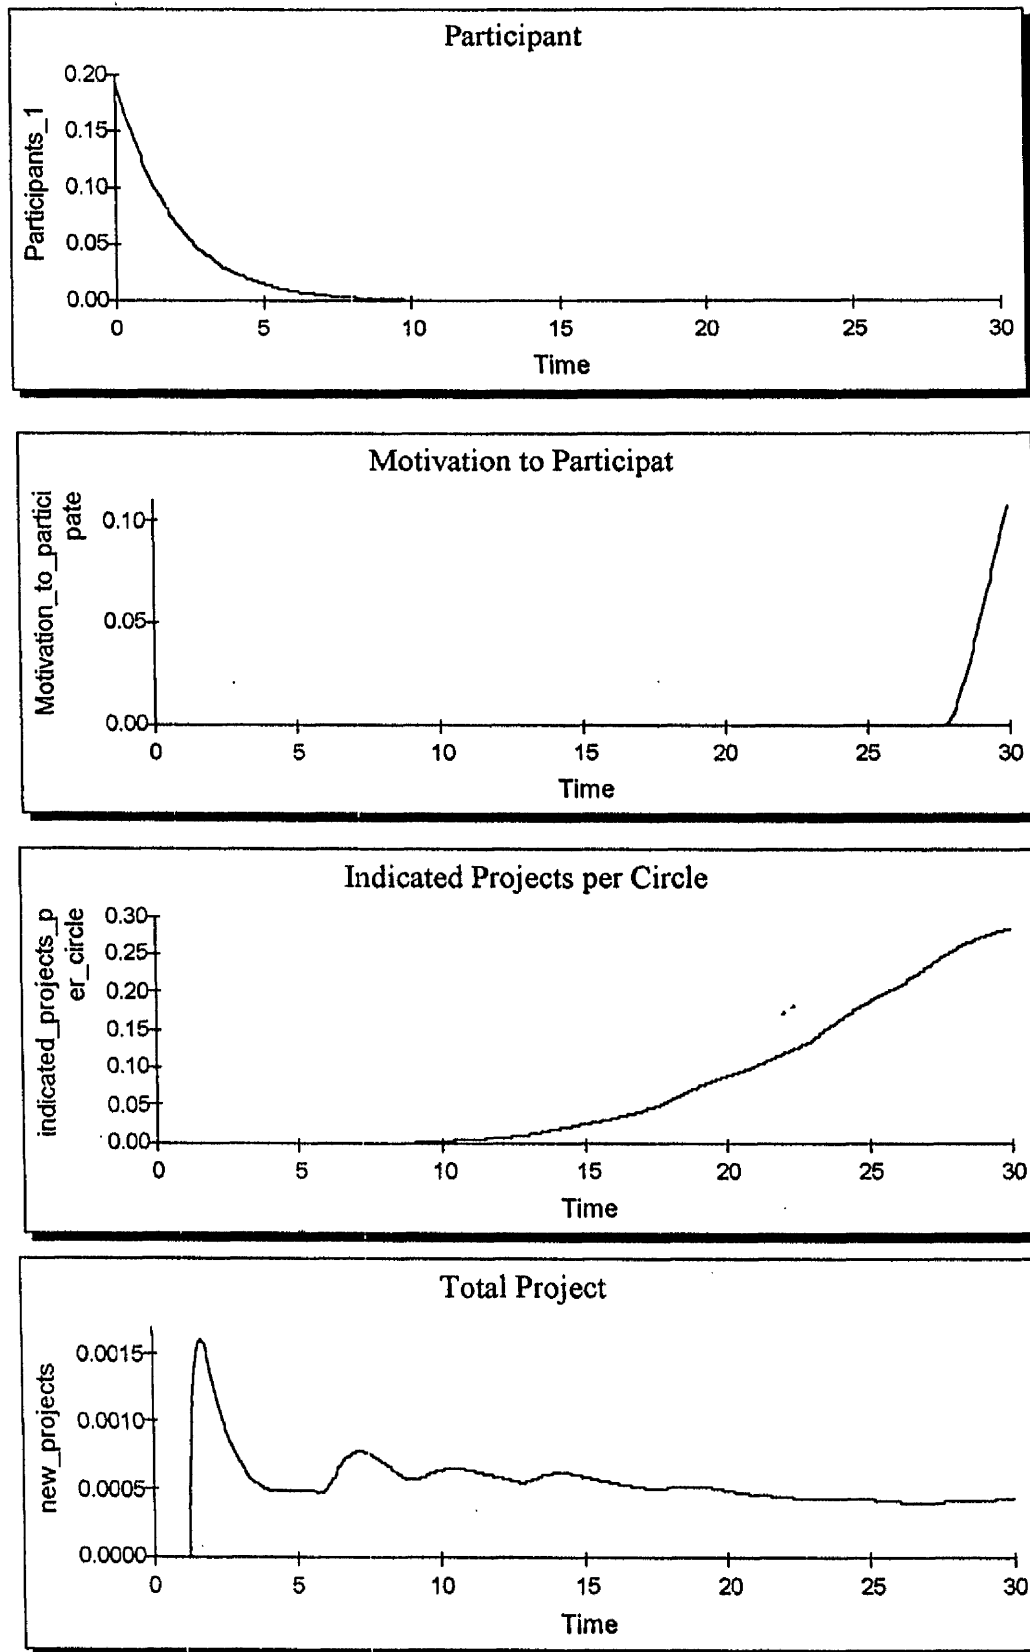 Participant
Participants_1
0.20
0.15
0.10
0.05
0.00
0 5 10 15 20 25 30
Time
Motivation to Participat
Motivation_to_partici
pate
0.10
0.05
0.00
0 5 10 15 20 25 30
Time
Indicated Projects per Circle
indicated_projects_p
er_circle
0.30
0.25
0.20
0.15
0.10
0.05
0.00
0 5 10 15 20 25 30
Time
Total Project
new_projects
0.0015
0.0010
0.0005
0.0000
0 5 10 15 20 25 30
Time